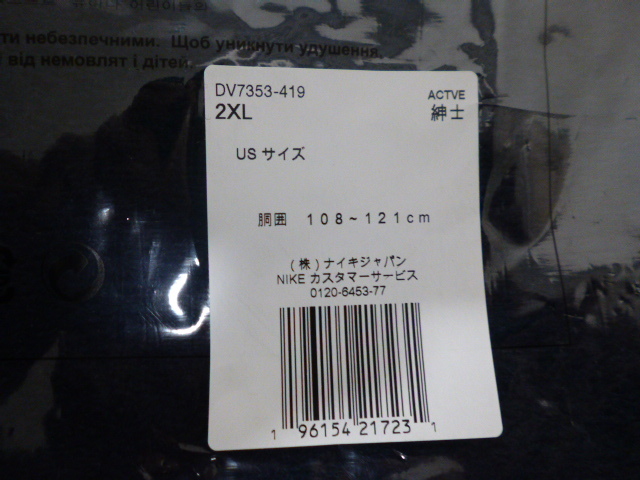 ути небезпечними. Щоб уникнути удушення,
від немовлят і дітей.
DV7353-419
ACTVE
2XL
紳士
US サイズ
胴囲 108~121cm
(株)ナイキジャパン
NIKE カスタマーサービス
0120-6453-77
1 96154 21723 1